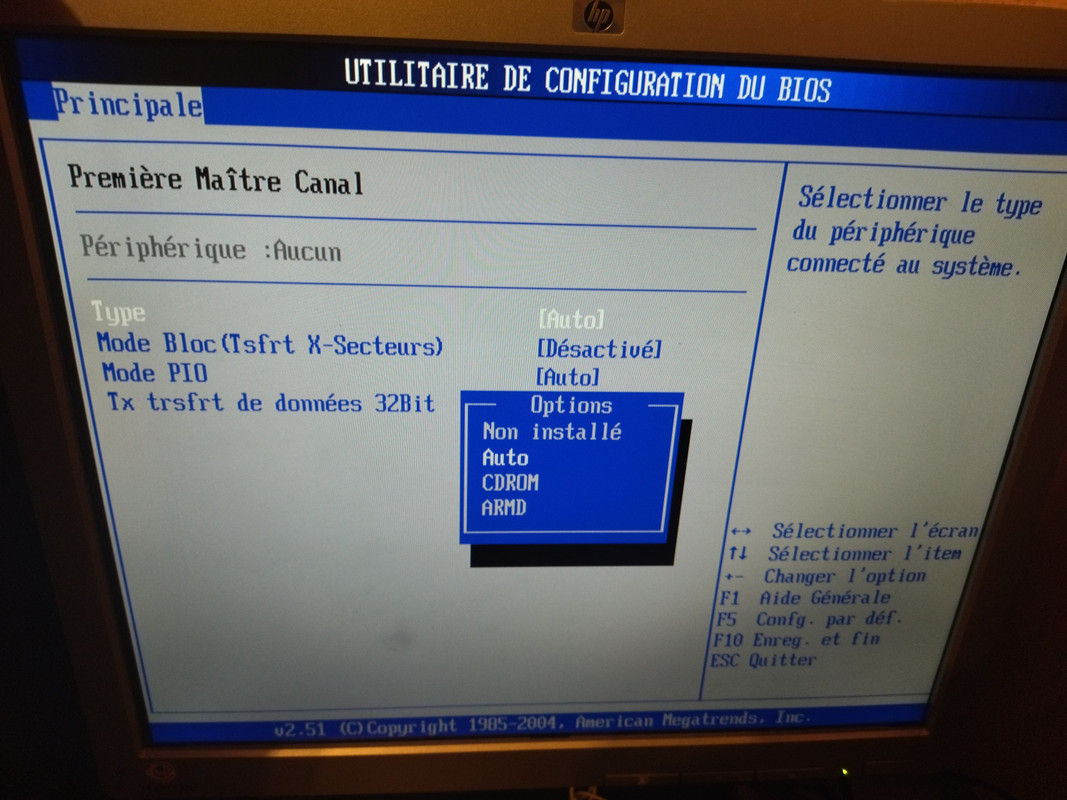 hp
UTILITAIRE DE CONFIGURATION DU BIOS
Principale
Première Maître Canal
Périphérique :Aucun
Type [Auto]
Mode Bloc(Tsfrt X-Secteurs) [Désactivé]
Mode PIO [Auto]
Tx trsfrt de données 32Bit
Options
Non installé
Auto
CDROM
ARMD
Sélectionner le type
du périphérique
connecté au système.
↔ Sélectionner l'écran
↑↓ Sélectionner l'item
+- Changer l'option
F1 Aide Générale
F5 Confg. par déf.
F10 Enreg. et fin
ESC Quitter
v2.51 (C)Copyright 1985-2004, American Megatrends, Inc.